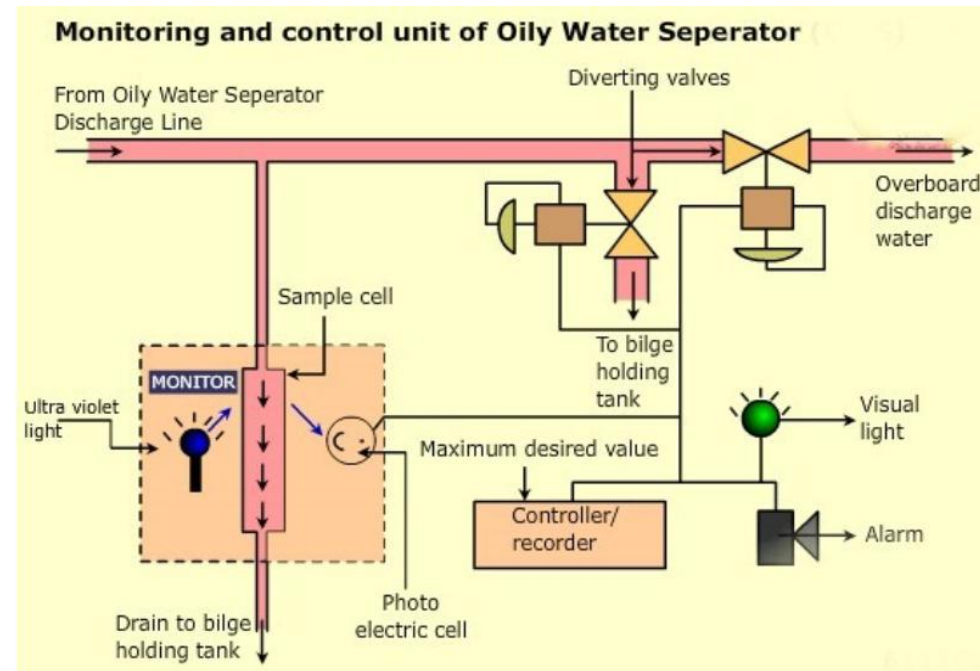 Monitoring and control unit of Oily Water Seperator
Diverting valves
From Oily Water Seperator
Discharge Line
Overboard
discharge
water
Sample cell
To bilge
holding
tank
MONITOR
Ultra violet
light
Visual
light
Maximum desired value
Controller/
recorder
Alarm
Photo
electric cell
Drain to bilge
holding tank